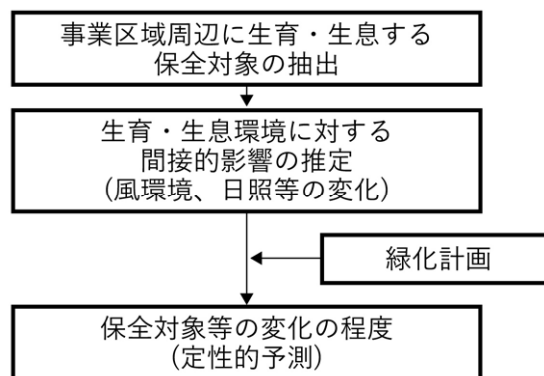 事業区域周辺に生育・生息する
保全対象の抽出
生育・生息環境に対する
間接的影響の推定
(風環境、日照等の変化)
緑化計画
保全対象等の変化の程度
(定性的予測)